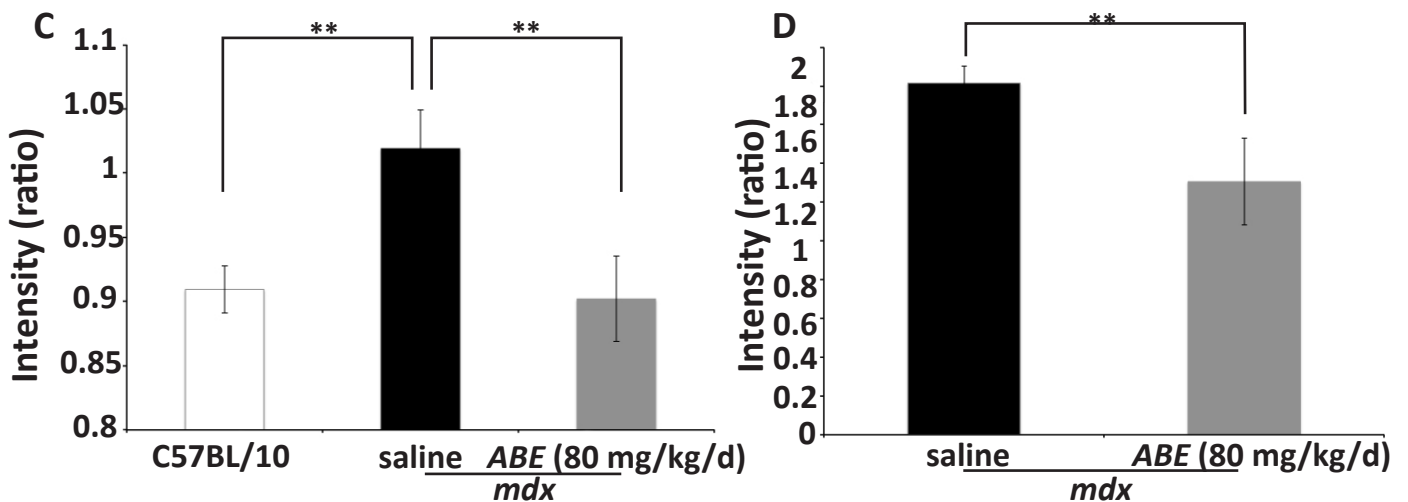 C
Intensity (ratio)
1.1
1.05
1
0.95
0.9
0.85
0.8
** **
C57BL/10 saline ABE (80 mg/kg/d)
mdx
D
Intensity (ratio)
2
1.8
1.6
1.4
1.2
1
0.8
0.6
0.4
0.2
0
**
saline ABE (80 mg/kg/d)
mdx